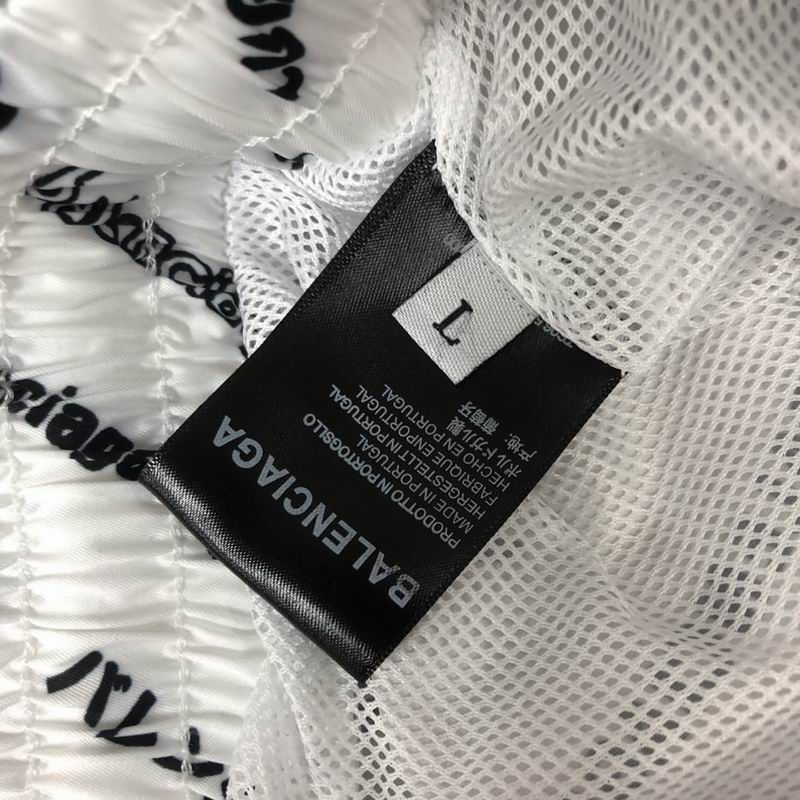 BALENCIAGA
PRODOTTO IN PORTOGSLLO
MADE IN PORTUGAL
HERGESTELLT IN PORTUGAL
FABRIQUE EN PORTUGAL
HECHO EN PORTUGAL
ポルトガル製
产地: 葡萄牙
L